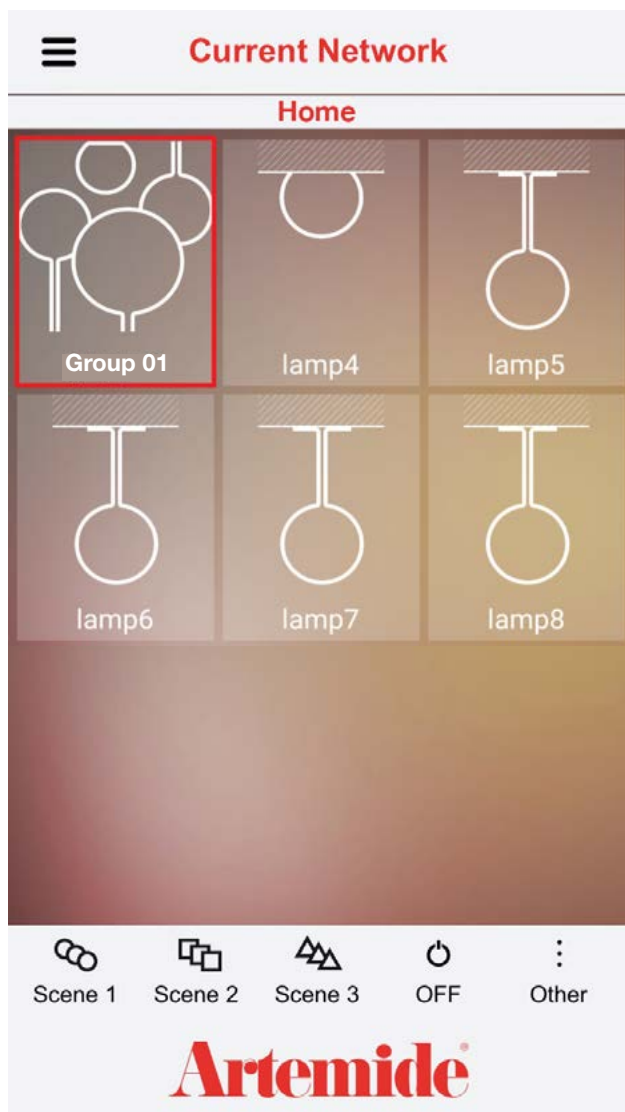 Current Network
Home
Group 01
lamp4
lamp5
lamp6
lamp7
lamp8
Scene 1
Scene 2
Scene 3
OFF
Other
Artemide®